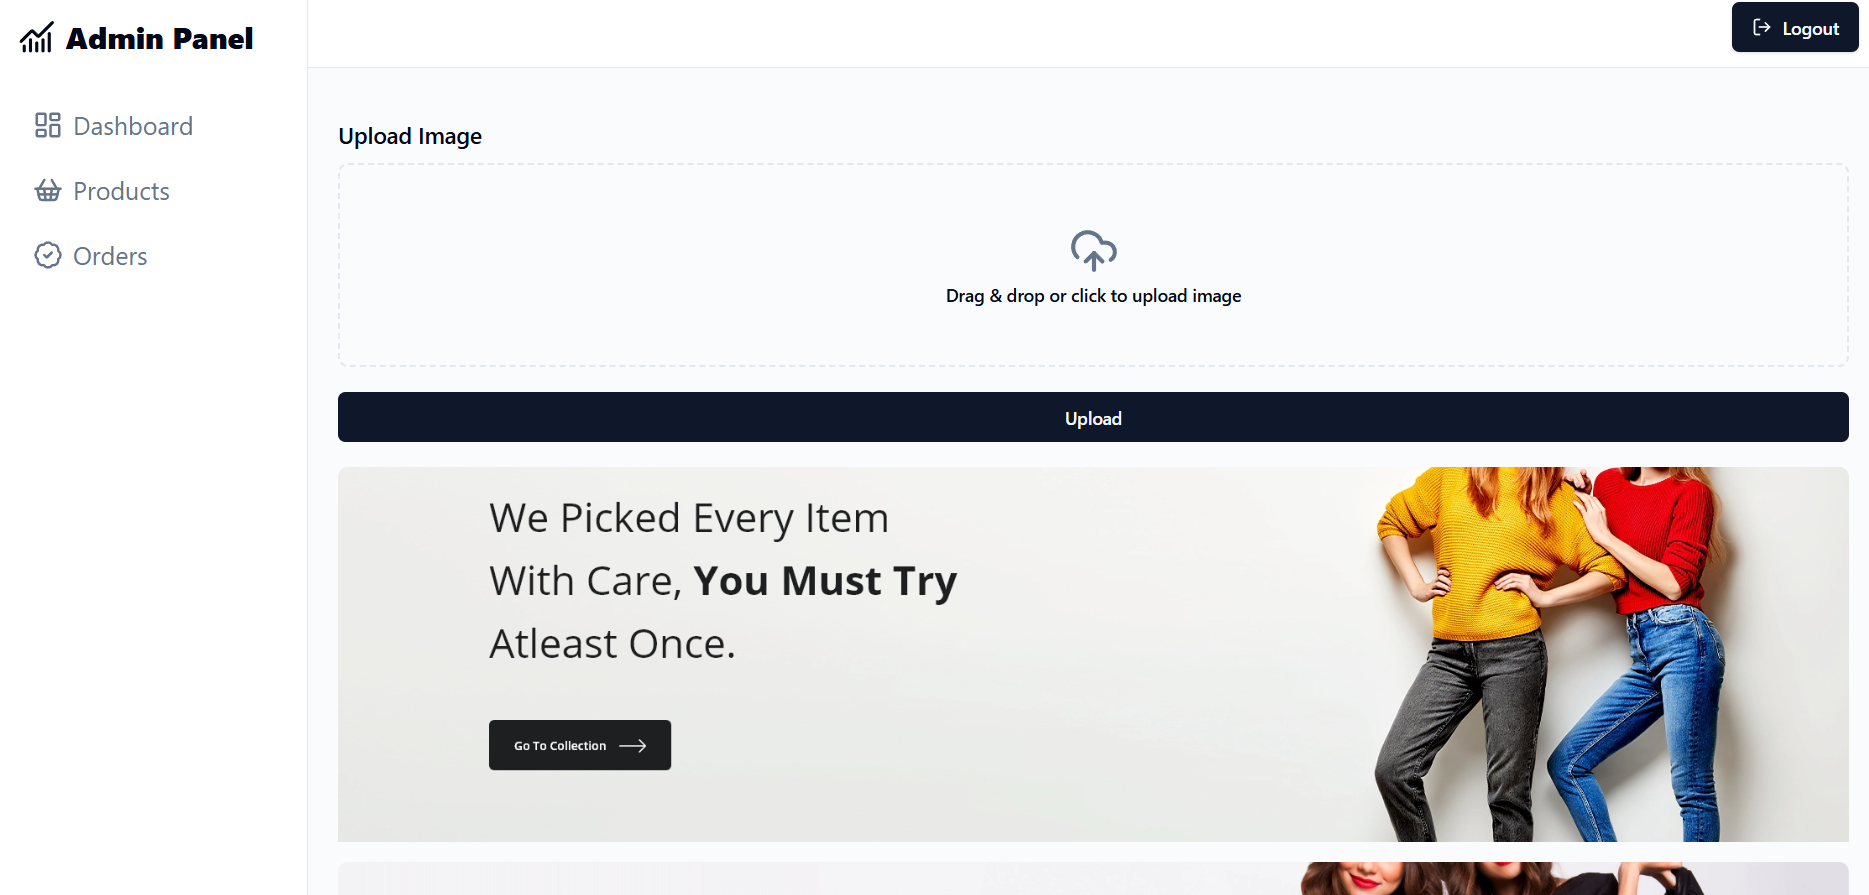 Admin Panel
Logout
Dashboard
Products
Orders
Upload Image
Drag & drop or click to upload image
Upload
We Picked Every Item
With Care, You Must Try
Atleast Once.
Go To Collection